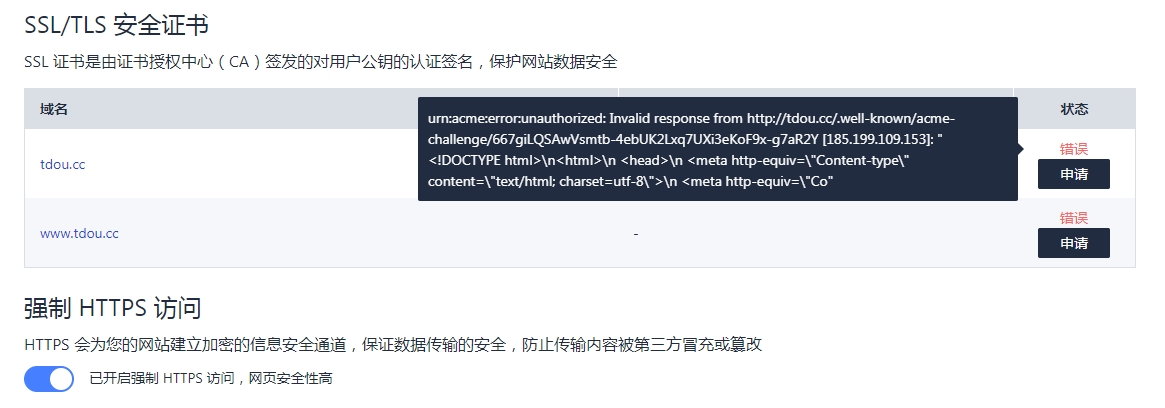 SSL/TLS 安全证书
SSL 证书是由证书授权中心（CA）签发的对用户公钥的认证签名，保护网站数据安全
域名
状态
urn:acme:error:unauthorized: Invalid response from http://tdou.cc/.well-known/acme-
challenge/667giLQSAwVsmtb-4ebUK2Lxq7UXi3eKoF9x-g7aR2Y [185.199.109.153]: "
<!DOCTYPE html>\n<html>\n <head>\n <meta http-equiv=\"Content-type\"
content=\"text/html; charset=utf-8\">\n <meta http-equiv=\"Co"
tdou.cc
错误
申请
www.tdou.cc
-
错误
申请
强制 HTTPS 访问
HTTPS 会为您的网站建立加密的信息安全通道，保证数据传输的安全，防止传输内容被第三方冒充或篡改
已开启强制 HTTPS 访问，网页安全性高